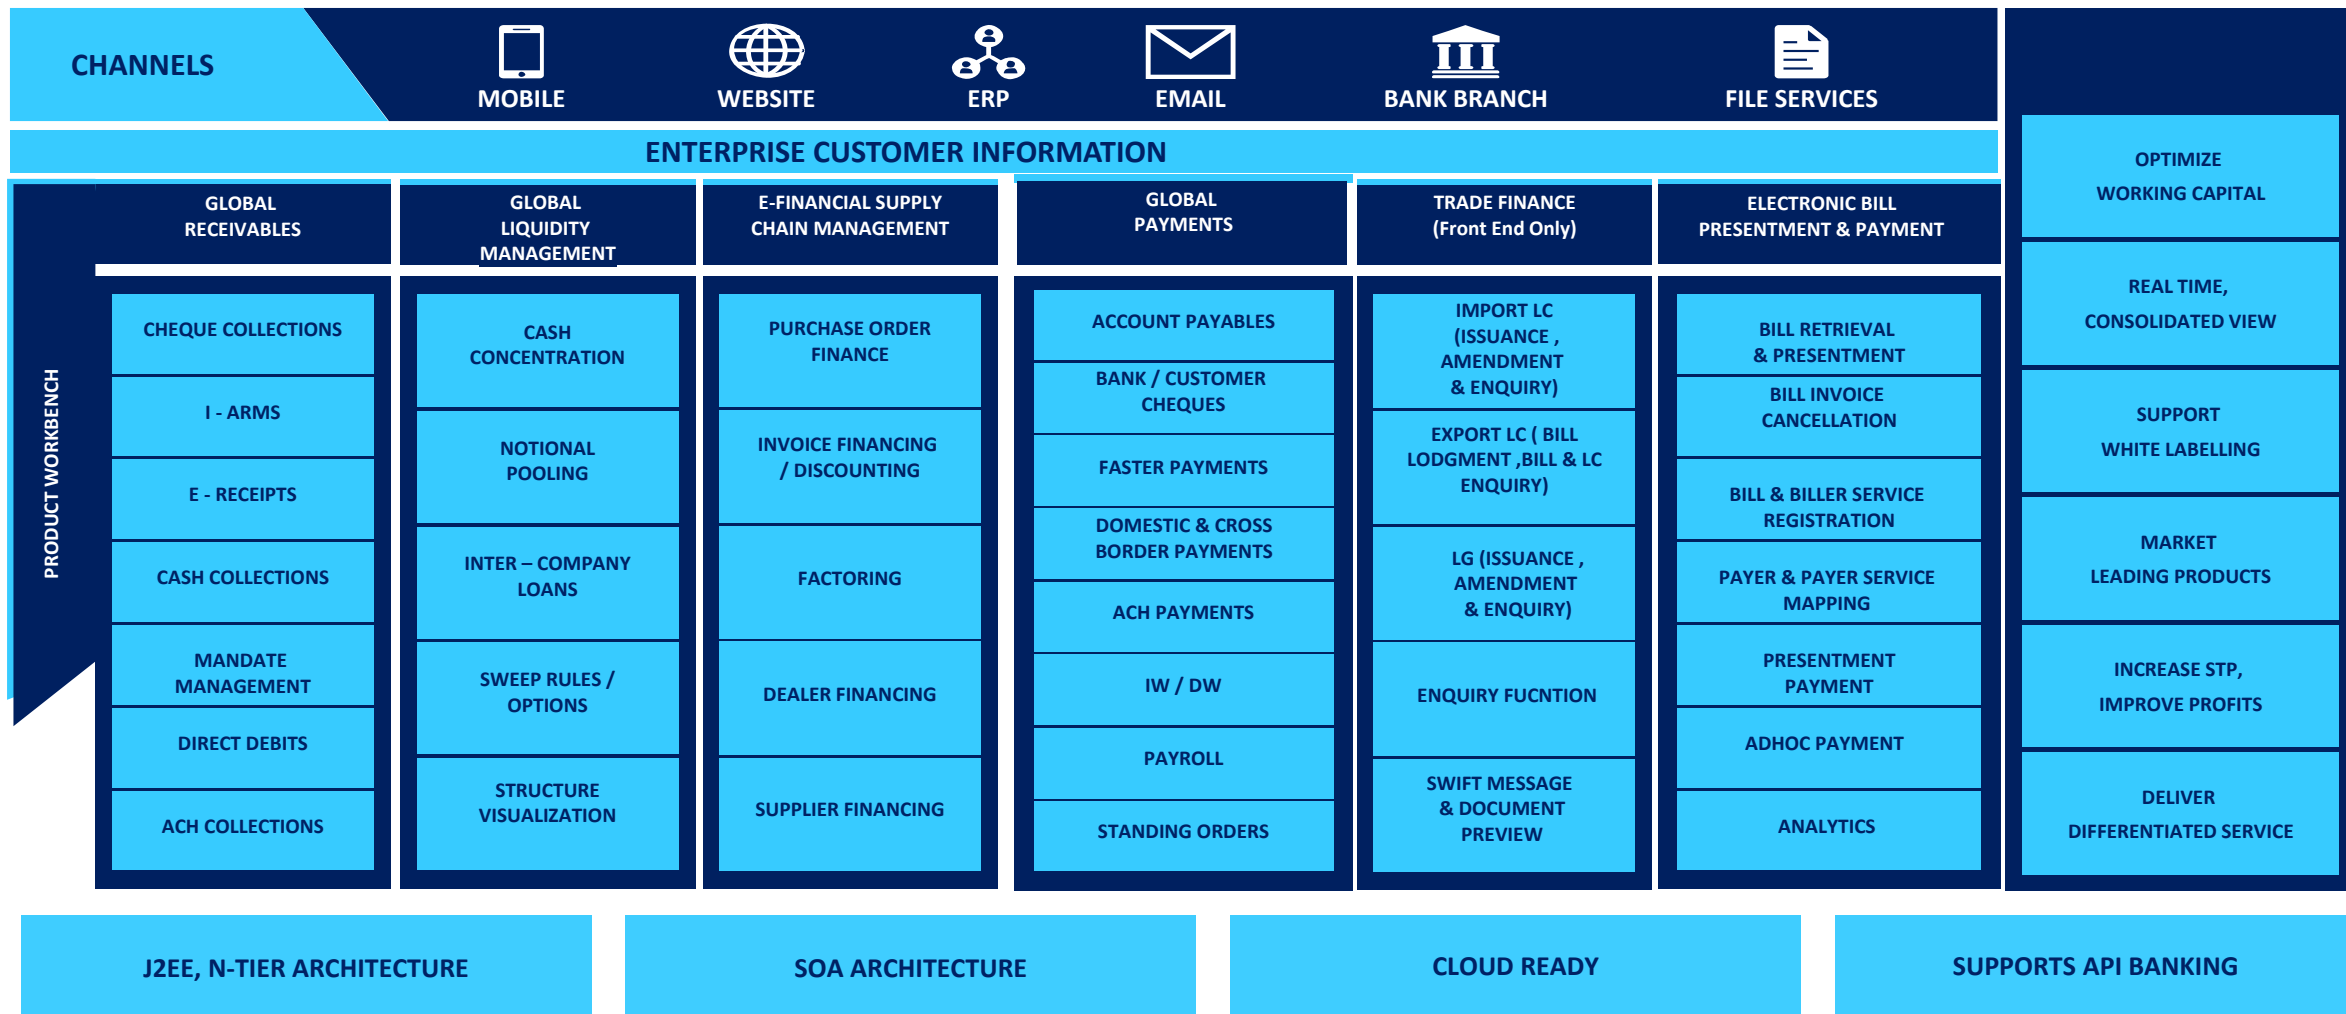 CHANNELS
MOBILE
WEBSITE
ERP
EMAIL
BANK BRANCH
FILE SERVICES
ENTERPRISE CUSTOMER INFORMATION
PRODUCT WORKBENCH
GLOBAL
RECEIVABLES
CHEQUE COLLECTIONS
I - ARMS
E - RECEIPTS
CASH COLLECTIONS
MANDATE
MANAGEMENT
DIRECT DEBITS
ACH COLLECTIONS
GLOBAL
LIQUIDITY
MANAGEMENT
CASH
CONCENTRATION
NOTIONAL
POOLING
INTER – COMPANY
LOANS
SWEEP RULES /
OPTIONS
STRUCTURE
VISUALIZATION
E-FINANCIAL SUPPLY
CHAIN MANAGEMENT
PURCHASE ORDER
FINANCE
INVOICE FINANCING
/ DISCOUNTING
FACTORING
DEALER FINANCING
SUPPLIER FINANCING
GLOBAL
PAYMENTS
ACCOUNT PAYABLES
BANK / CUSTOMER
CHEQUES
FASTER PAYMENTS
DOMESTIC & CROSS
BORDER PAYMENTS
ACH PAYMENTS
IW / DW
PAYROLL
STANDING ORDERS
TRADE FINANCE
(Front End Only)
IMPORT LC
(ISSUANCE ,
AMENDMENT
& ENQUIRY)
EXPORT LC ( BILL
LODGMENT ,BILL & LC
ENQUIRY)
LG (ISSUANCE ,
AMENDMENT
& ENQUIRY)
ENQUIRY FUCNTION
SWIFT MESSAGE
& DOCUMENT
PREVIEW
ELECTRONIC BILL
PRESENTMENT & PAYMENT
BILL RETRIEVAL
& PRESENTMENT
BILL INVOICE
CANCELLATION
BILL & BILLER SERVICE
REGISTRATION
PAYER & PAYER SERVICE
MAPPING
PRESENTMENT
PAYMENT
ADHOC PAYMENT
ANALYTICS
OPTIMIZE
WORKING CAPITAL
REAL TIME,
CONSOLIDATED VIEW
SUPPORT
WHITE LABELLING
MARKET
LEADING PRODUCTS
INCREASE STP,
IMPROVE PROFITS
DELIVER
DIFFERENTIATED SERVICE
J2EE, N-TIER ARCHITECTURE
SOA ARCHITECTURE
CLOUD READY
SUPPORTS API BANKING